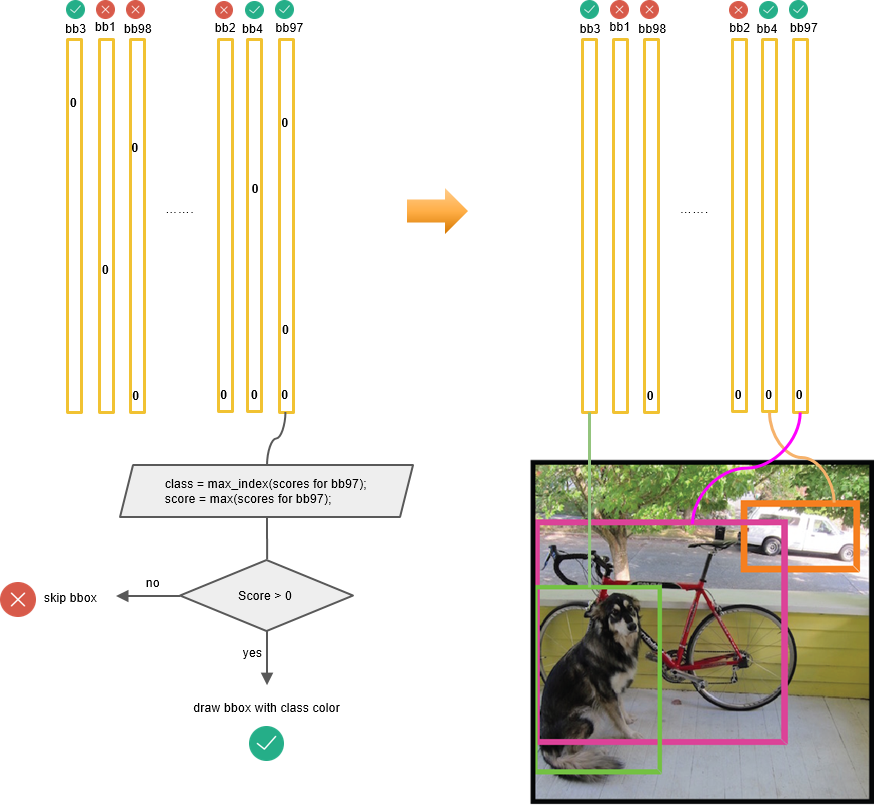 bb3 bb1 bb98 bb2 bb4 bb97
0
0
0
0
0
0
0
0 0 0 0
…….
bb3 bb1 bb98 bb2 bb4 bb97
…….
0 0 0 0
class = max_index(scores for bb97);
score = max(scores for bb97);
Score > 0
no
skip bbox
yes
draw bbox with class color